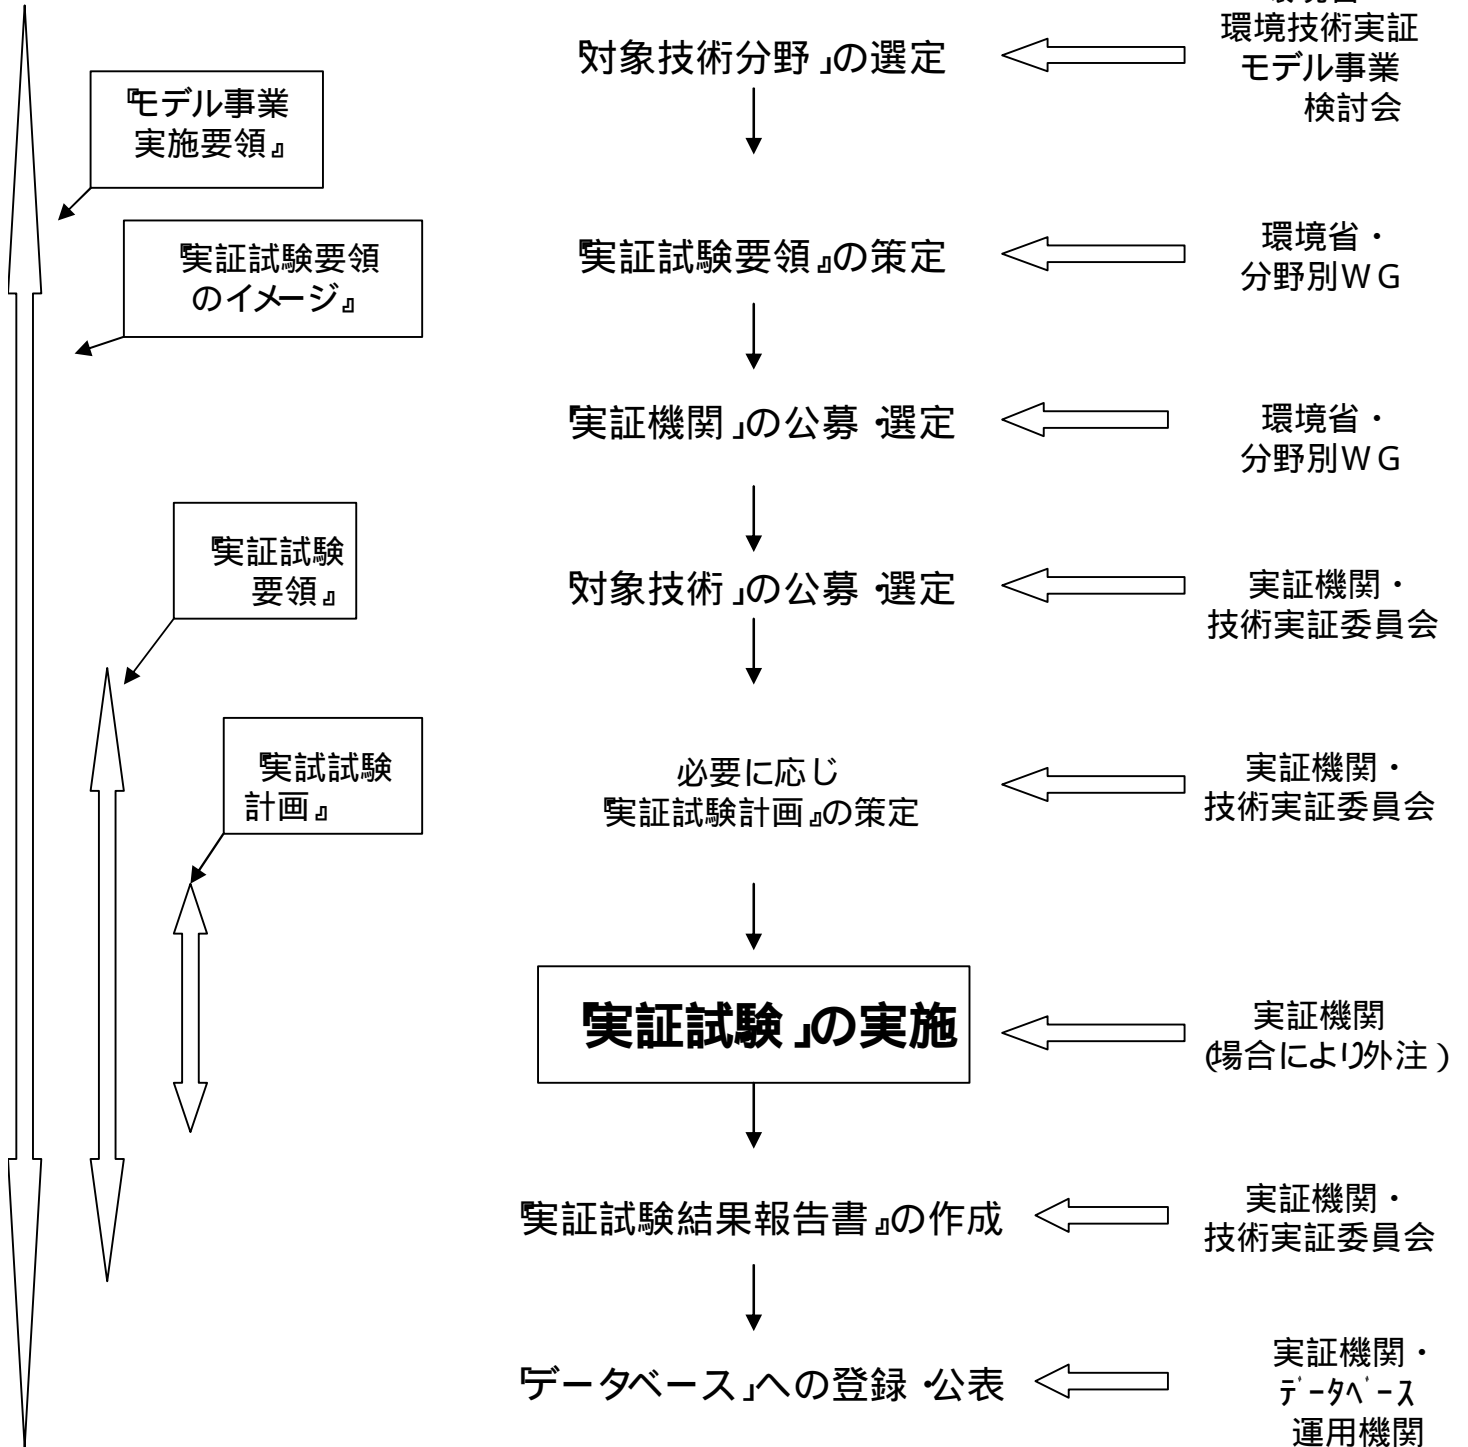 環境技術実証
モデル事業
検討会
「対象技術分野」の選定
『モデル事業
実施要領』
『実証試験要領
のイメージ』
『実証試験要領』の策定
環境省・
分野別ＷＧ
「実証機関」の公募・選定
環境省・
分野別ＷＧ
『実証試験
要領』
「対象技術」の公募・選定
実証機関・
技術実証委員会
『実試試験
計画』
必要に応じ
『実証試験計画』の策定
実証機関・
技術実証委員会
「実証試験」の実施
実証機関
(場合により外注)
『実証試験結果報告書』の作成
実証機関・
技術実証委員会
「データベース」への登録・公表
実証機関・
ﾃﾞｰﾀﾍﾞｰｽ
運用機関